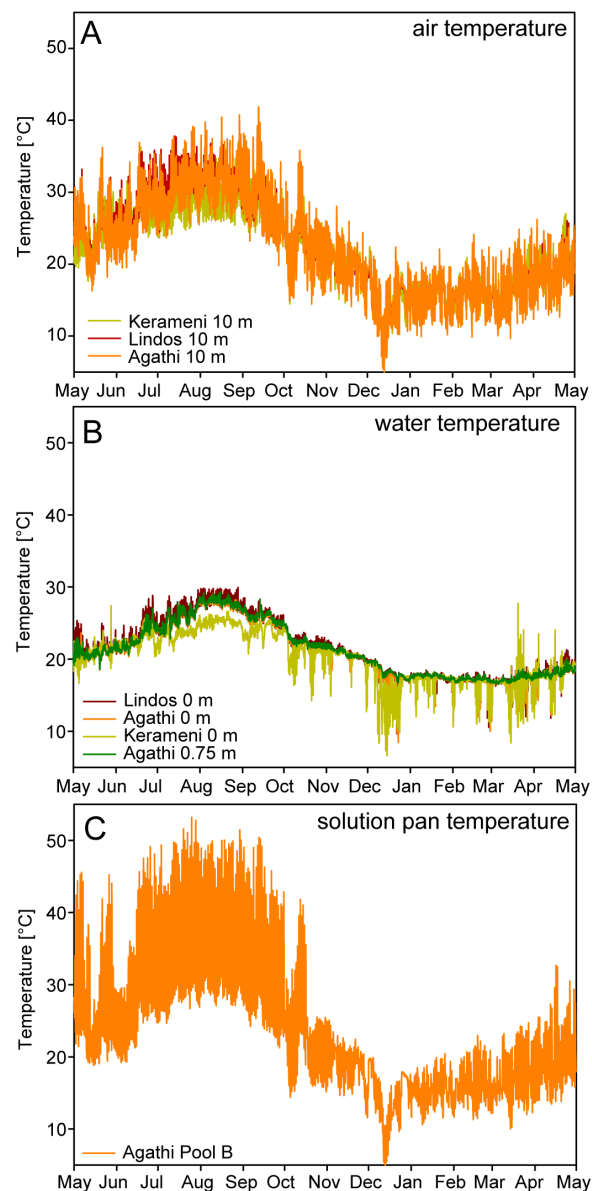 A
air temperature
Temperature [°C]
50
40
30
20
10
Kerameni 10 m
Lindos 10 m
Agathi 10 m
May Jun Jul Aug Sep Oct Nov Dec Jan Feb Mar Apr May
B
water temperature
Temperature [°C]
50
40
30
20
10
Lindos 0 m
Agathi 0 m
Kerameni 0 m
Agathi 0.75 m
May Jun Jul Aug Sep Oct Nov Dec Jan Feb Mar Apr May
C
solution pan temperature
Temperature [°C]
50
40
30
20
10
Agathi Pool B
May Jun Jul Aug Sep Oct Nov Dec Jan Feb Mar Apr May